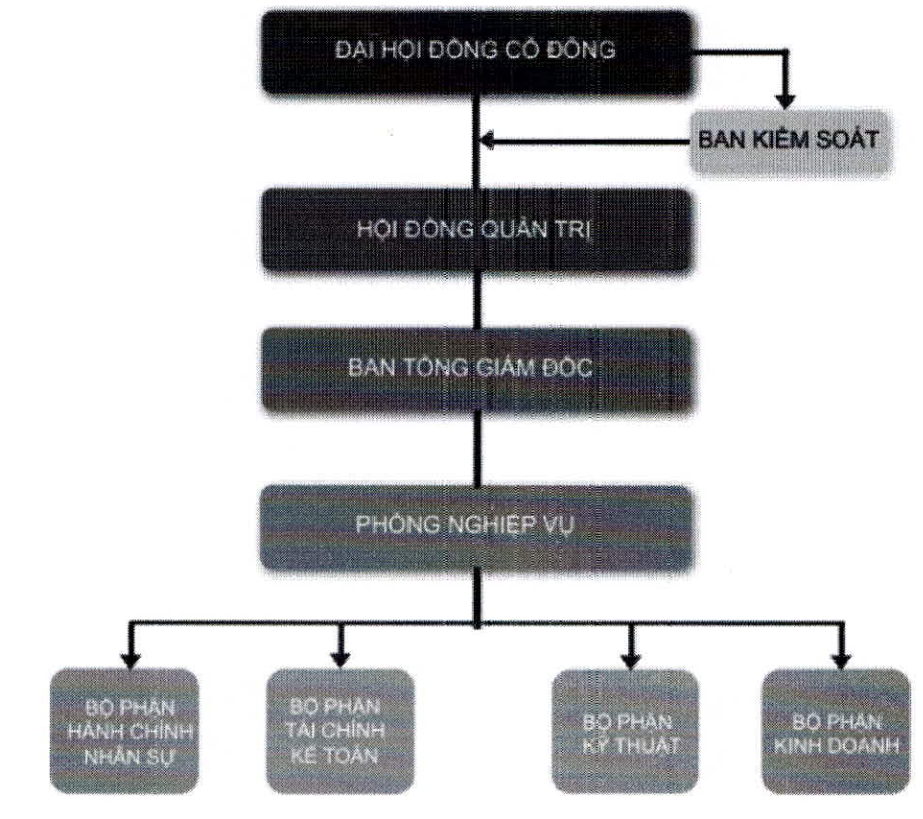 ĐẠI HỘI ĐỒNG CỔ ĐÔNG
BAN KIỂM SOÁT
HỘI ĐỒNG QUẢN TRỊ
BAN TỔNG GIÁM ĐỐC
PHÒNG NGHIỆP VỤ
BỘ PHẬN
HÀNH CHÍNH
NHÂN SỰ
BỘ PHẬN
TÀI CHÍNH
KẾ TOÁN
BỘ PHẬN
KỸ THUẬT
BỘ PHẬN
KINH DOANH